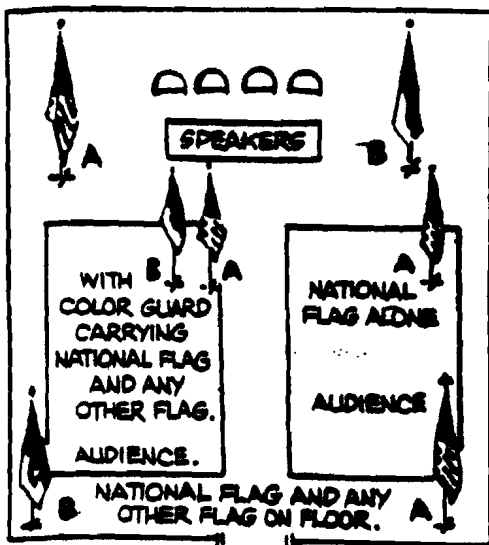 A
SPEAKERS
B
B
A
A
WITH
COLOR GUARD
CARRYING
NATIONAL FLAG
AND ANY
OTHER FLAG.
AUDIENCE.
NATIONAL
FLAG ALONE
AUDIENCE
B
A
NATIONAL FLAG AND ANY
OTHER FLAG ON FLOOR.